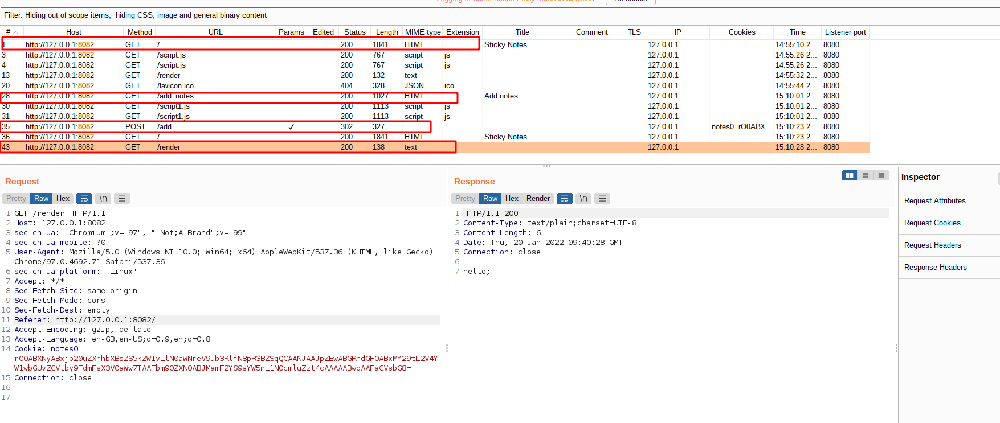 Logging of out-of-scope Proxy traffic is disabled Re-enable
Filter: Hiding out of scope items; hiding CSS, image and general binary content
# Host Method URL Params Edited Status Length MIME type Extension Title Comment TLS IP Cookies Time Listener port
1 http://127.0.0.1:8082 GET / 200 1841 HTML Sticky Notes 127.0.0.1 14:55:10 2... 8080
3 http://127.0.0.1:8082 GET /script.js 200 767 script js 127.0.0.1 14:55:26 2... 8080
4 http://127.0.0.1:8082 GET /script.js 200 767 script js 127.0.0.1 14:55:26 2... 8080
13 http://127.0.0.1:8082 GET /render 200 132 text 127.0.0.1 14:55:32 2... 8080
20 http://127.0.0.1:8082 GET /favicon.ico 404 328 JSON ico 127.0.0.1 14:55:44 2... 8080
28 http://127.0.0.1:8082 GET /add_notes 200 1027 HTML Add notes 127.0.0.1 15:10:01 2... 8080
30 http://127.0.0.1:8082 GET /script1.js 200 1113 script js 127.0.0.1 15:10:01 2... 8080
31 http://127.0.0.1:8082 GET /script1.js 200 1113 script js 127.0.0.1 15:10:01 2... 8080
35 http://127.0.0.1:8082 POST /add ✓ 302 327 127.0.0.1 notes0=rO0ABX... 15:10:23 2... 8080
36 http://127.0.0.1:8082 GET / 200 1841 HTML Sticky Notes 127.0.0.1 15:10:23 2... 8080
43 http://127.0.0.1:8082 GET /render 200 138 text 127.0.0.1 15:10:28 2... 8080
Request
Pretty Raw Hex \n
1 GET /render HTTP/1.1
2 Host: 127.0.0.1:8082
3 sec-ch-ua: "Chromium";v="97", " Not;A Brand";v="99"
4 sec-ch-ua-mobile: ?0
5 User-Agent: Mozilla/5.0 (Windows NT 10.0; Win64; x64) AppleWebKit/537.36 (KHTML, like Gecko)
Chrome/97.0.4692.71 Safari/537.36
6 sec-ch-ua-platform: "Linux"
7 Accept: */*
8 Sec-Fetch-Site: same-origin
9 Sec-Fetch-Mode: cors
10 Sec-Fetch-Dest: empty
11 Referer: http://127.0.0.1:8082/
12 Accept-Encoding: gzip, deflate
13 Accept-Language: en-GB,en-US;q=0.9,en;q=0.8
14 Cookie: notes0=
rO0ABXNyABxjb20uZXhhbXBsZS5kZW1vLlN0aWNreV9ub3RlfN8pR3BZSqQCAANJAAJpZEwABGRhdGF0ABxMY29tL2V4Y
W1wbGUvZGVtby9FdmFsX3V0aWw7TAAFbm90ZXN0ABJMamF2YS9sYW5nL1N0cmluZzt4cAAAAABwdAAFaGVsbG8=
15 Connection: close
16
17
Response
Pretty Raw Hex Render \n
1 HTTP/1.1 200
2 Content-Type: text/plain;charset=UTF-8
3 Content-Length: 6
4 Date: Thu, 20 Jan 2022 09:40:28 GMT
5 Connection: close
6
7 hello;
Inspector
Request Attributes
Request Cookies
Request Headers
Response Headers